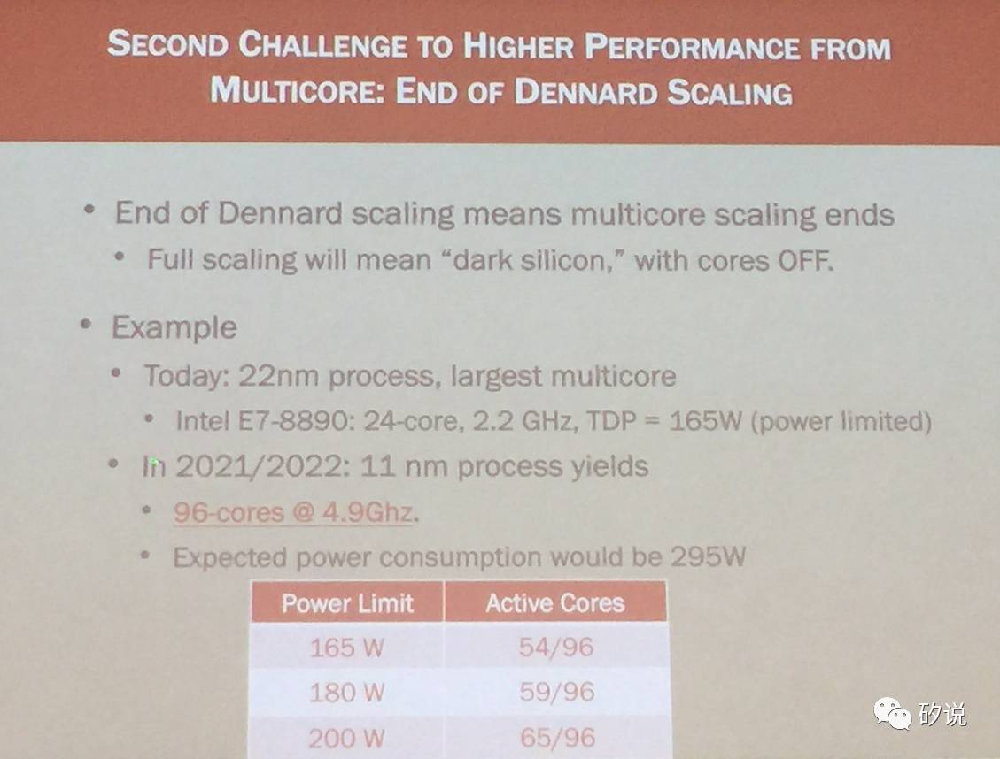 SECOND CHALLENGE TO HIGHER PERFORMANCE FROM
MULTICORE: END OF DENNARD SCALING
• End of Dennard scaling means multicore scaling ends
• Full scaling will mean “dark silicon,” with cores OFF.
• Example
• Today: 22nm process, largest multicore
• Intel E7-8890: 24-core, 2.2 GHz, TDP = 165W (power limited)
• In 2021/2022: 11 nm process yields
• 96-cores @ 4.9Ghz.
• Expected power consumption would be 295W
Power Limit Active Cores
165 W 54/96
180 W 59/96
200 W 65/96
矽说